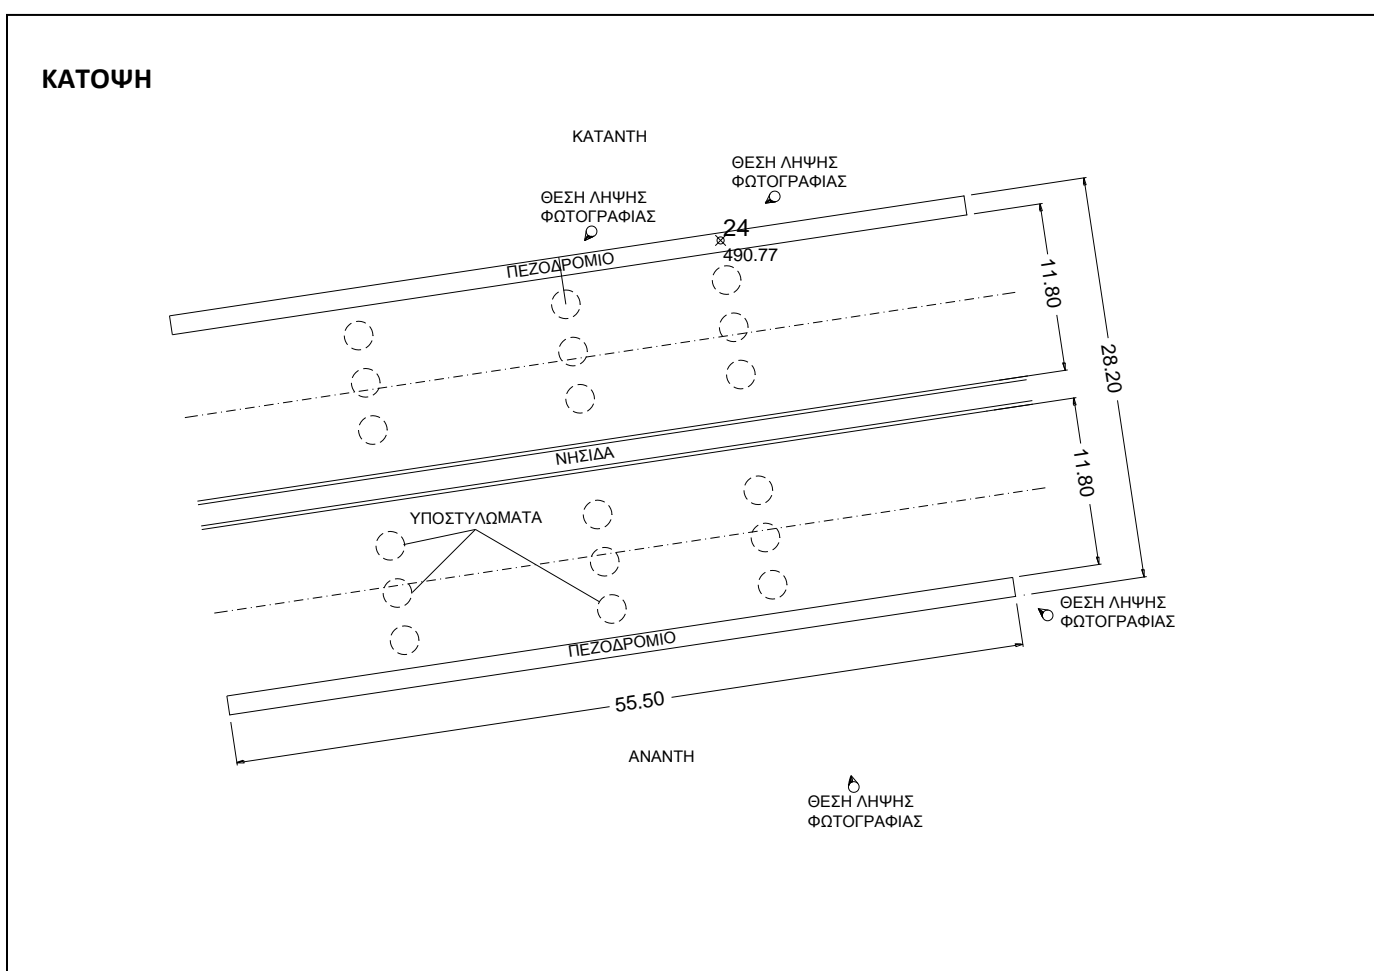 ΚΑΤΟΨΗ
ΚΑΤΑΝΤΗ
ΘΕΣΗ ΛΗΨΗΣ
ΦΩΤΟΓΡΑΦΙΑΣ
ΘΕΣΗ ΛΗΨΗΣ
ΦΩΤΟΓΡΑΦΙΑΣ
24
490.77
ΠΕΖΟΔΡΟΜΙΟ
11.80
28.20
ΝΗΣΙΔΑ
11.80
ΥΠΟΣΤΥΛΩΜΑΤΑ
ΘΕΣΗ ΛΗΨΗΣ
ΦΩΤΟΓΡΑΦΙΑΣ
ΠΕΖΟΔΡΟΜΙΟ
55.50
ΑΝΑΝΤΗ
ΘΕΣΗ ΛΗΨΗΣ
ΦΩΤΟΓΡΑΦΙΑΣ